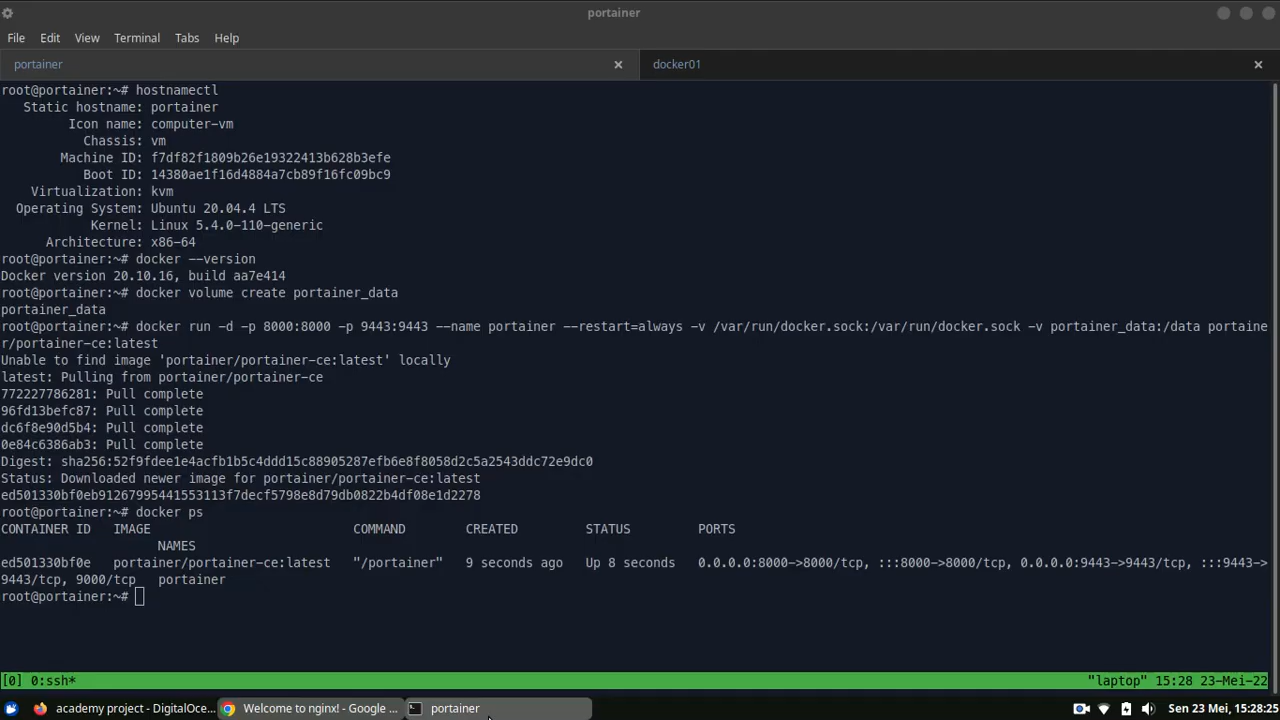 portainer
File Edit View Terminal Tabs Help
portainer docker01
root@portainer:~# hostnamectl
Static hostname: portainer
Icon name: computer-vm
Chassis: vm
Machine ID: f7df82f1809b26e19322413b628b3efe
Boot ID: 14380ae1f16d4884a7cb89f16fc09bc9
Virtualization: kvm
Operating System: Ubuntu 20.04.4 LTS
Kernel: Linux 5.4.0-110-generic
Architecture: x86-64
root@portainer:~# docker --version
Docker version 20.10.16, build aa7e414
root@portainer:~# docker volume create portainer_data
portainer_data
root@portainer:~# docker run -d -p 8000:8000 -p 9443:9443 --name portainer --restart=always -v /var/run/docker.sock:/var/run/docker.sock -v portainer_data:/data portaine
r/portainer-ce:latest
Unable to find image 'portainer/portainer-ce:latest' locally
latest: Pulling from portainer/portainer-ce
772227786281: Pull complete
96fd13befc87: Pull complete
dc6f8e90d5b4: Pull complete
0e84c6386ab3: Pull complete
Digest: sha256:52f9fdee1e4acfb1b5c4ddd15c88905287efb6e8f8058d2c5a2543ddc72e9dc0
Status: Downloaded newer image for portainer/portainer-ce:latest
ed501330bf0eb91267995441553113f7decf5798e8d79db0822b4df08e1d2278
root@portainer:~# docker ps
CONTAINER ID IMAGE COMMAND CREATED STATUS PORTS
NAMES
ed501330bf0e portainer/portainer-ce:latest "/portainer" 9 seconds ago Up 8 seconds 0.0.0.0:8000->8000/tcp, :::8000->8000/tcp, 0.0.0.0:9443->9443/tcp, :::9443->
9443/tcp, 9000/tcp portainer
root@portainer:~#
[0] 0:ssh* "laptop" 15:28 23-Mei-22
academy project - DigitalOce... Welcome to nginx! - Google ... portainer Sen 23 Mei, 15:28:25